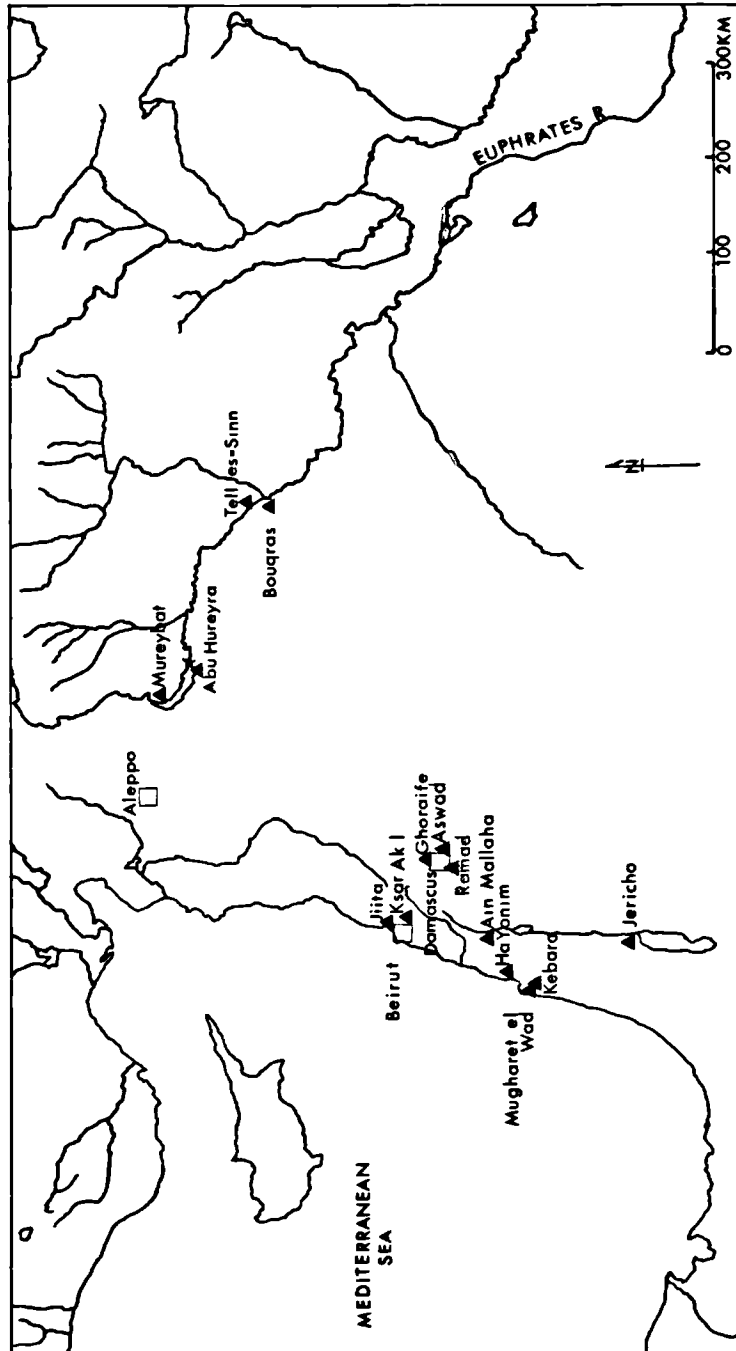 Aleppo
Mureybat
Abu Hureyra
Tell es-Sinn
Bouqras
Jiita
Ksar Ak l
Beirut
Ghoraife
Damascus
Aswad
Ramad
Ain Mallaha
HaYonim
Kebara
Mugharet el
Wad
Jericho
MEDITERRANEAN
SEA
EUPHRATES R
N
0 100 200 300KM